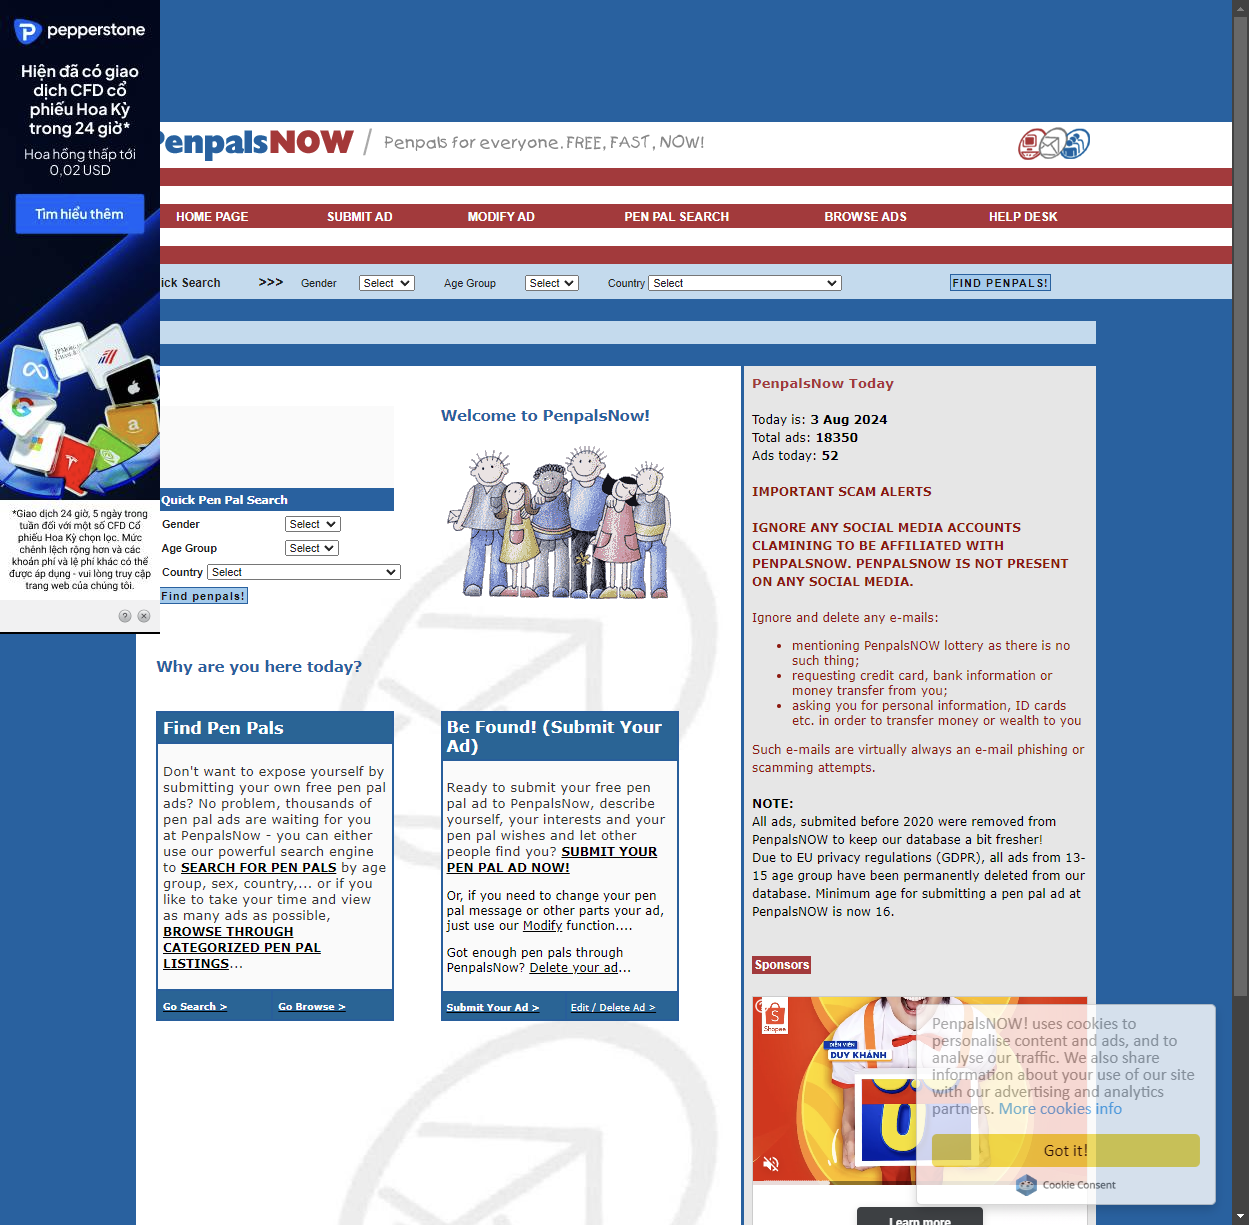 pepperstone
Hiện đã có giao
dịch CFD cổ
phiếu Hoa Kỳ
trong 24 giờ*
Hoa hồng thấp tới
0,02 USD
Tìm hiểu thêm
*Giao dịch 24 giờ, 5 ngày trong
tuần đối với một số CFD Cổ
phiếu Hoa Kỳ chọn lọc. Mức
chênh lệch rộng hơn và các
khoản phí và lệ phí khác có thể
được áp dụng - vui lòng truy cập
trang web của chúng tôi.
PenpalsNOW / Penpals for everyone. FREE, FAST, NOW!
HOME PAGE SUBMIT AD MODIFY AD PEN PAL SEARCH BROWSE ADS HELP DESK
ick Search >>> Gender Select Age Group Select Country Select FIND PENPALS!
Welcome to PenpalsNow!
Quick Pen Pal Search
Gender Select
Age Group Select
Country Select
Find penpals!
Why are you here today?
Find Pen Pals
Don't want to expose yourself by
submitting your own free pen pal
ads? No problem, thousands of
pen pal ads are waiting for you
at PenpalsNow - you can either
use our powerful search engine
to SEARCH FOR PEN PALS by age
group, sex, country,... or if you
like to take your time and view
as many ads as possible,
BROWSE THROUGH
CATEGORIZED PEN PAL
LISTINGS...
Go Search > Go Browse >
Be Found! (Submit Your
Ad)
Ready to submit your free pen
pal ad to PenpalsNow, describe
yourself, your interests and your
pen pal wishes and let other
people find you? SUBMIT YOUR
PEN PAL AD NOW!
Or, if you need to change your pen
pal message or other parts your ad,
just use our Modify function....
Got enough pen pals through
PenpalsNow? Delete your ad...
Submit Your Ad > Edit / Delete Ad >
PenpalsNow Today
Today is: 3 Aug 2024
Total ads: 18350
Ads today: 52
IMPORTANT SCAM ALERTS
IGNORE ANY SOCIAL MEDIA ACCOUNTS
CLAMINING TO BE AFFILIATED WITH
PENPALSNOW. PENPALSNOW IS NOT PRESENT
ON ANY SOCIAL MEDIA.
Ignore and delete any e-mails:
• mentioning PenpalsNOW lottery as there is no
such thing;
• requesting credit card, bank information or
money transfer from you;
• asking you for personal information, ID cards
etc. in order to transfer money or wealth to you
Such e-mails are virtually always an e-mail phishing or
scamming attempts.
NOTE:
All ads, submited before 2020 were removed from
PenpalsNOW to keep our database a bit fresher!
Due to EU privacy regulations (GDPR), all ads from 13-
15 age group have been permanently deleted from our
database. Minimum age for submitting a pen pal ad at
PenpalsNOW is now 16.
Sponsors
Shopee
DIỄN VIÊN
DUY KHÁNH
Learn more
PenpalsNOW! uses cookies to
personalise content and ads, and to
analyse our traffic. We also share
information about your use of our site
with our advertising and analytics
partners. More cookies info
Got it!
Cookie Consent